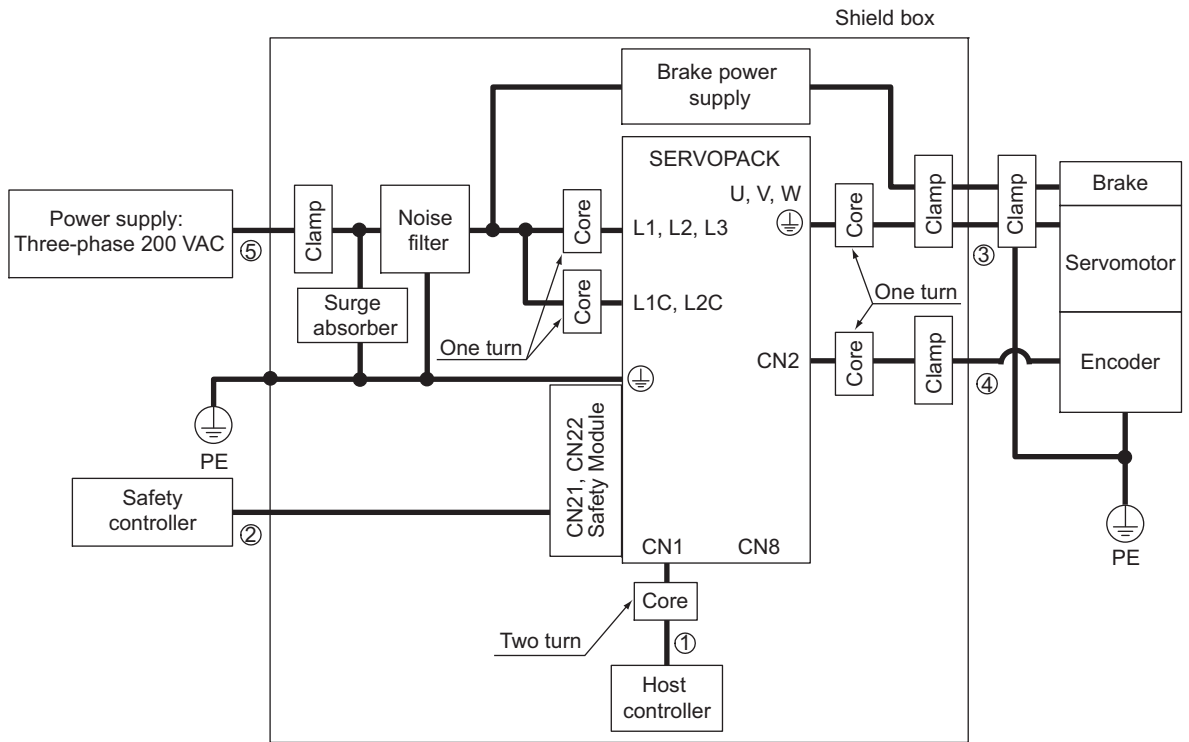 Shield box
Brake power
supply
SERVOPACK
U, V, W
Brake
Power supply:
Three-phase 200 VAC
⑤
Clamp
Noise
filter
Core
L1, L2, L3
Core
Clamp
Clamp
③
Servomotor
Surge
absorber
Core
L1C, L2C
One turn
One turn
CN2
Core
Clamp
④
Encoder
PE
CN21, CN22
Safety Module
Safety
controller
②
PE
CN1
CN8
Core
Two turn
①
Host
controller